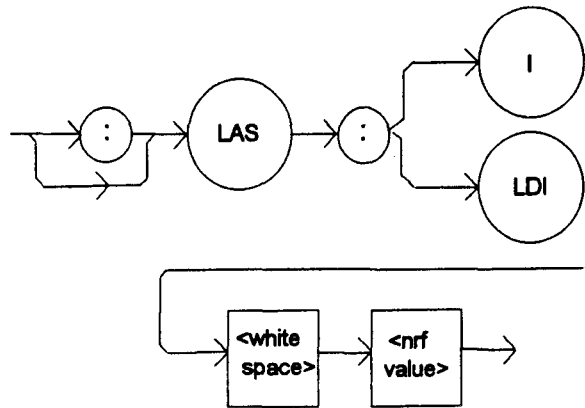 :
LAS
:
I
LDI
<white
space>
<nrf
value>